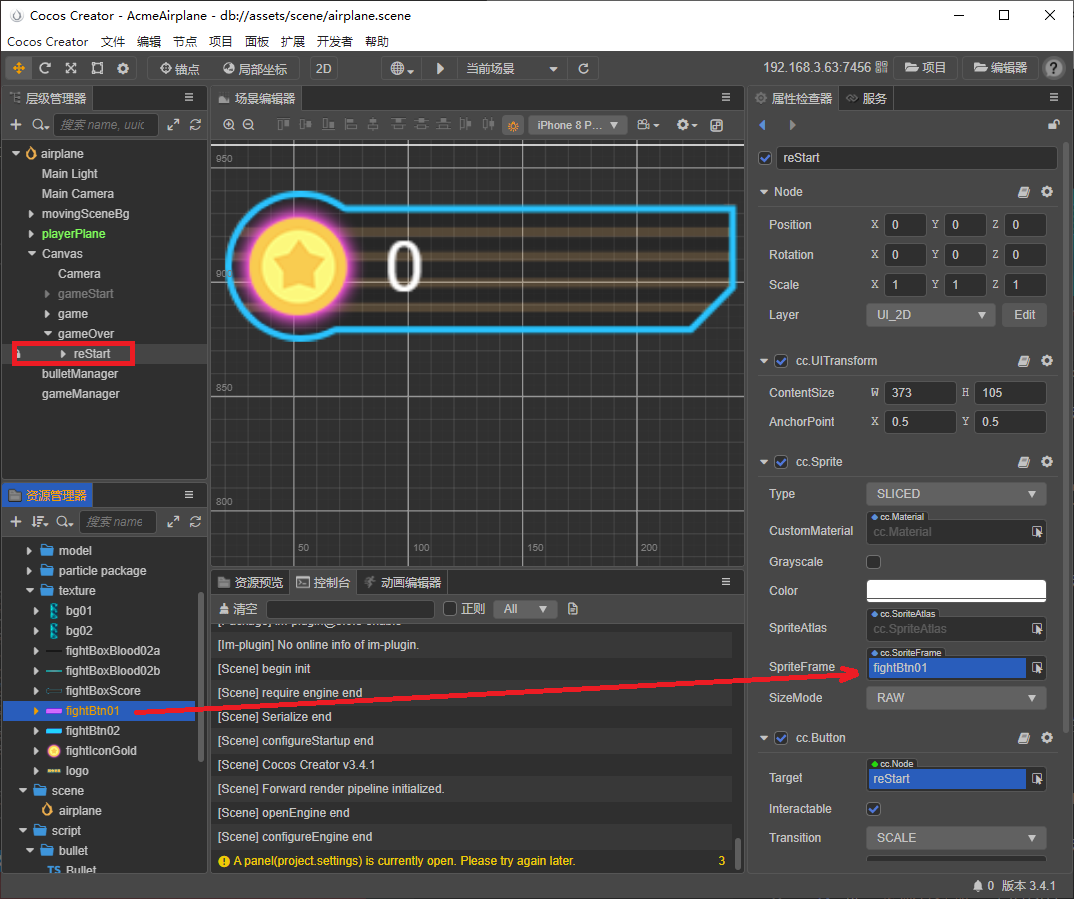 Cocos Creator - AcmeAirplane - db://assets/scene/airplane.scene
Cocos Creator 文件 编辑 节点 项目 面板 扩展 开发者 帮助
锚点 局部坐标 2D 当前场景 192.168.3.63:7456 项目 编辑器 ?
层级管理器
搜索 name, uuic
airplane
Main Light
Main Camera
movingSceneBg
playerPlane
Canvas
Camera
gameStart
game
gameOver
reStart
bulletManager
gameManager
资源管理器
搜索 name
model
particle package
texture
bg01
bg02
fightBoxBlood02a
fightBoxBlood02b
fightBoxScore
fightBtn01
fightBtn02
fightIconGold
logo
scene
airplane
script
bullet
TS Bullet
场景编辑器
iPhone 8 P...
950
900
0
850
800
50 100 150 200
资源预览 控制台 动画编辑器
清空 正则 All
[Package] im-plugin@3.0.0 enable
[Im-plugin] No online info of im-plugin.
[Scene] begin init
[Scene] require engine end
[Scene] Serialize end
[Scene] configureStartup end
[Scene] Cocos Creator v3.4.1
[Scene] Forward render pipeline initialized.
[Scene] openEngine end
[Scene] configureEngine end
A panel(project.settings) is currently open. Please try again later. 3
属性检查器 服务
reStart
Node
Position X 0 Y 0 Z 0
Rotation X 0 Y 0 Z 0
Scale X 1 Y 1 Z 1
Layer UI_2D Edit
cc.UITransform
ContentSize W 373 H 105
AnchorPoint X 0.5 Y 0.5
cc.Sprite
Type SLICED
cc.Material
CustomMaterial cc.Material
Grayscale
Color
cc.SpriteAtlas
SpriteAtlas cc.SpriteAtlas
cc.SpriteFrame
SpriteFrame fightBtn01
SizeMode RAW
cc.Button
cc.Node
Target reStart
Interactable
Transition SCALE
0 版本 3.4.1